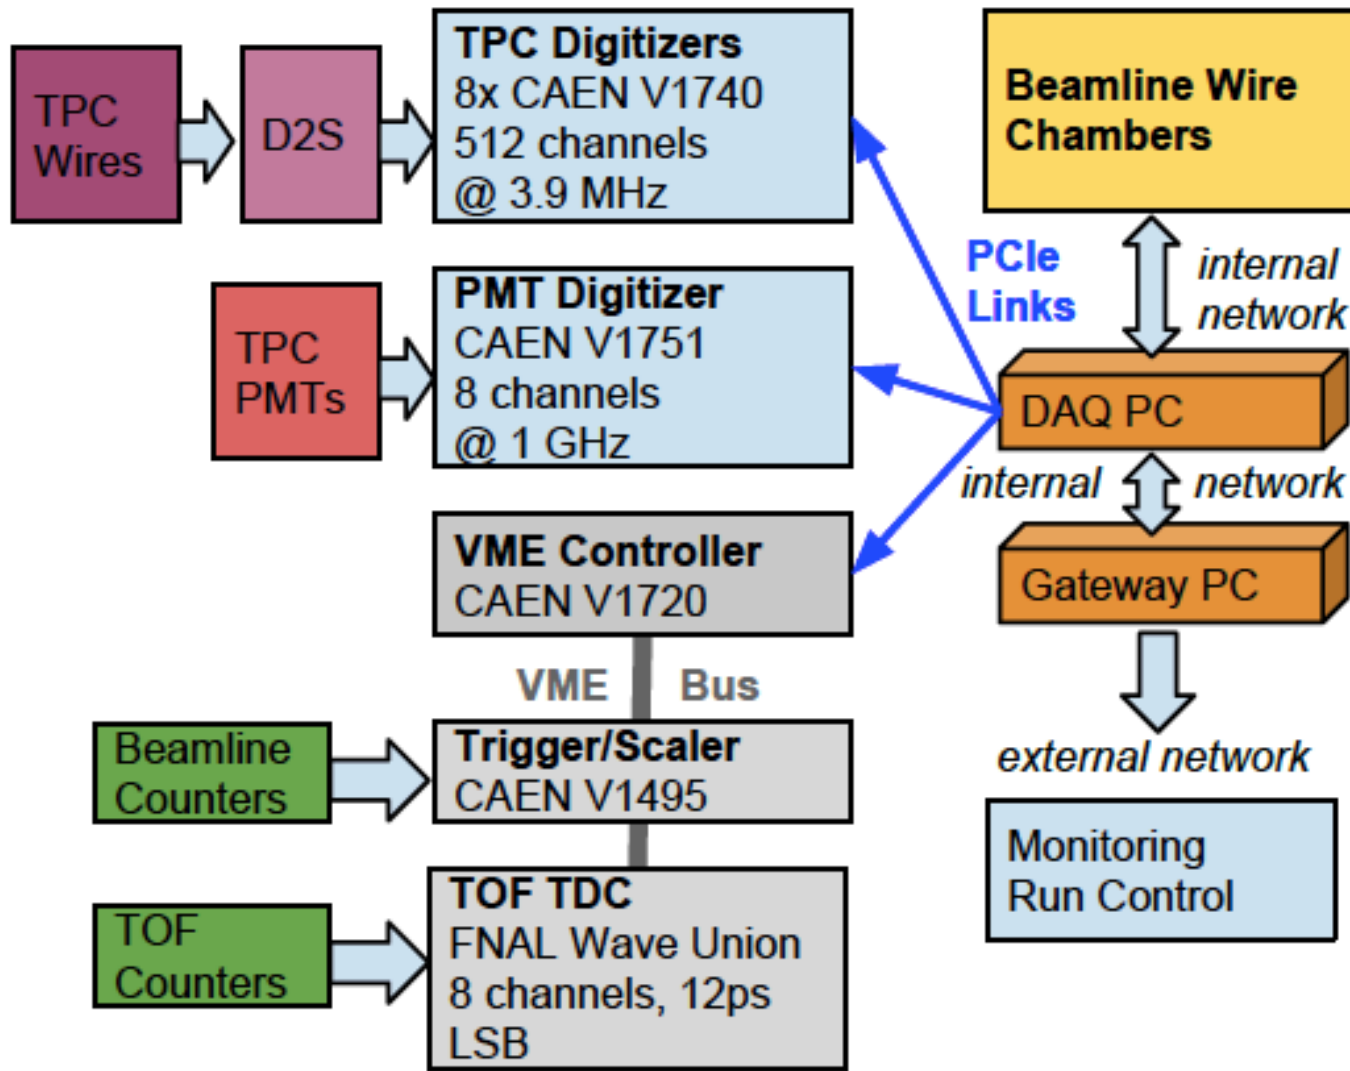 TPC
Wires
D2S
TPC Digitizers
8x CAEN V1740
512 channels
@ 3.9 MHz
Beamline Wire
Chambers
PCIe
Links
internal
network
TPC
PMTs
PMT Digitizer
CAEN V1751
8 channels
@ 1 GHz
DAQ PC
internal network
VME Controller
CAEN V1720
Gateway PC
VME Bus
external network
Beamline
Counters
Trigger/Scaler
CAEN V1495
Monitoring
Run Control
TOF
Counters
TOF TDC
FNAL Wave Union
8 channels, 12ps
LSB